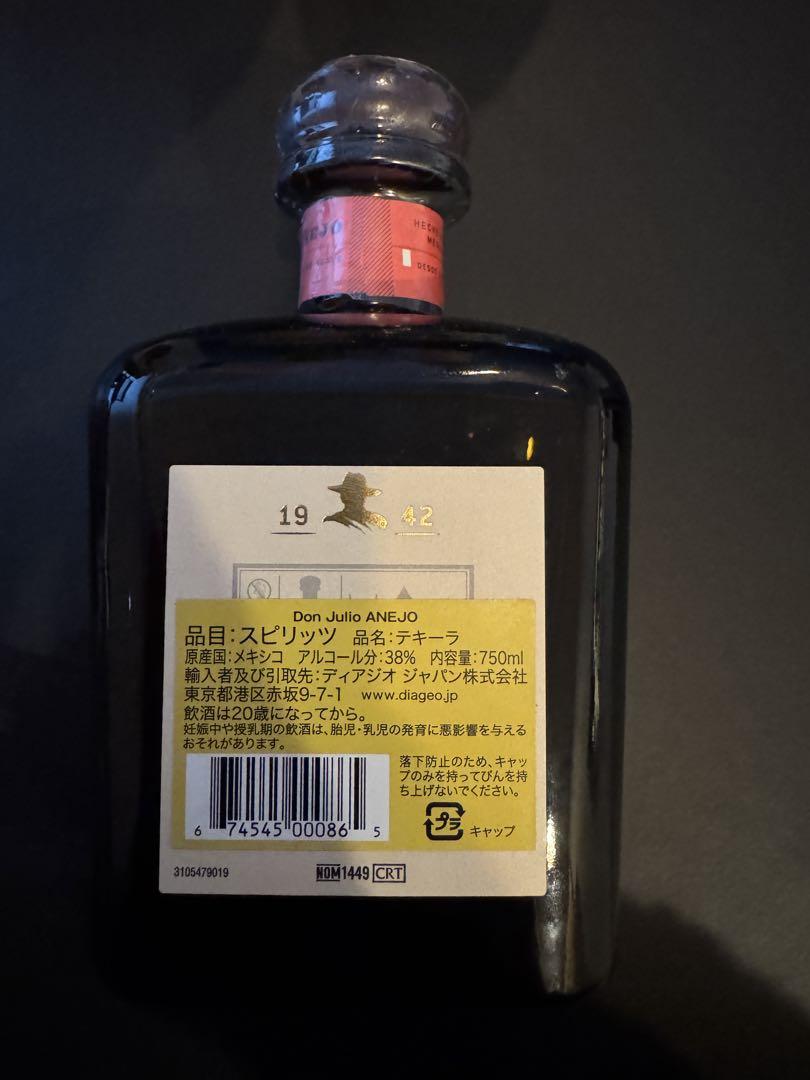 HECHO
DESDE
19 42
Don Julio ANEJO
品目:スピリッツ 品名:テキーラ
原産国:メキシコ アルコール分:38% 内容量:750ml
輸入者及び引取先:ディアジオ ジャパン株式会社
東京都港区赤坂9-7-1 www.diageo.jp
飲酒は20歳になってから。
妊娠中や授乳期の飲酒は、胎児・乳児の発育に悪影響を与える
おそれがあります。
落下防止のため、キャッ
プのみを持ってびんを持
ち上げないでください。
プラ キャップ
6 74545 00086 5
3105479019 NOM1449 CRT